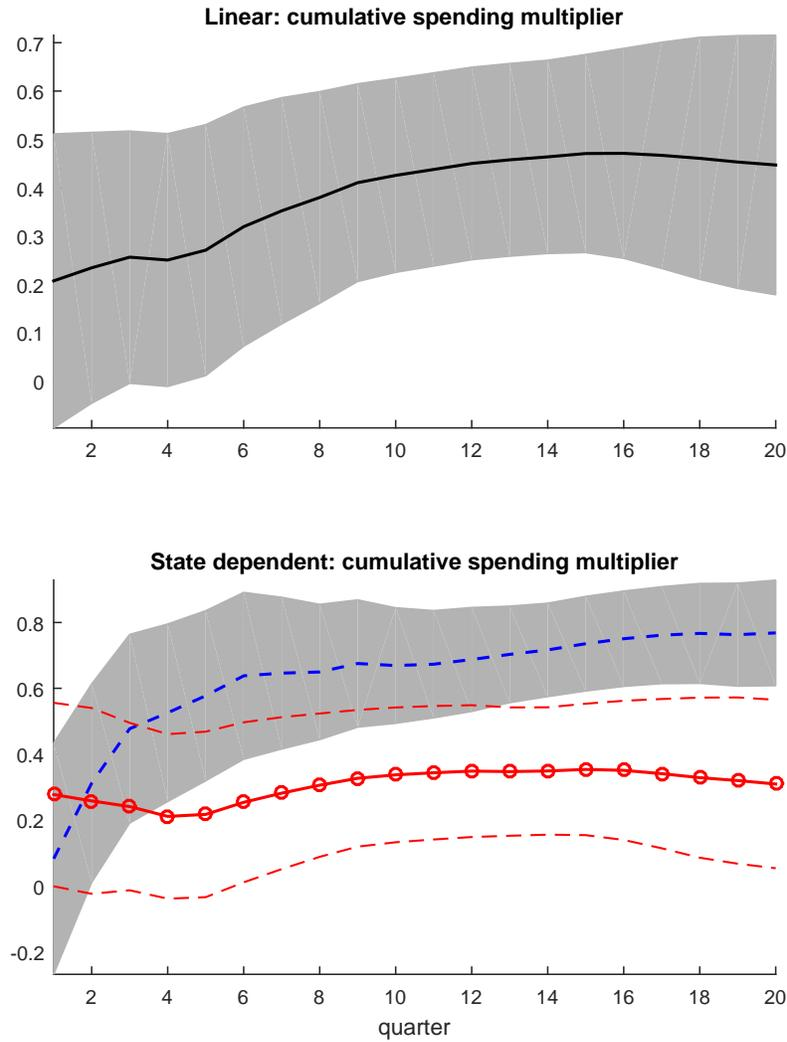 Linear: cumulative spending multiplier
0.7
0.6
0.5
0.4
0.3
0.2
0.1
0
2 4 6 8 10 12 14 16 18 20
State dependent: cumulative spending multiplier
0.8
0.6
0.4
0.2
0
-0.2
2 4 6 8 10 12 14 16 18 20
quarter